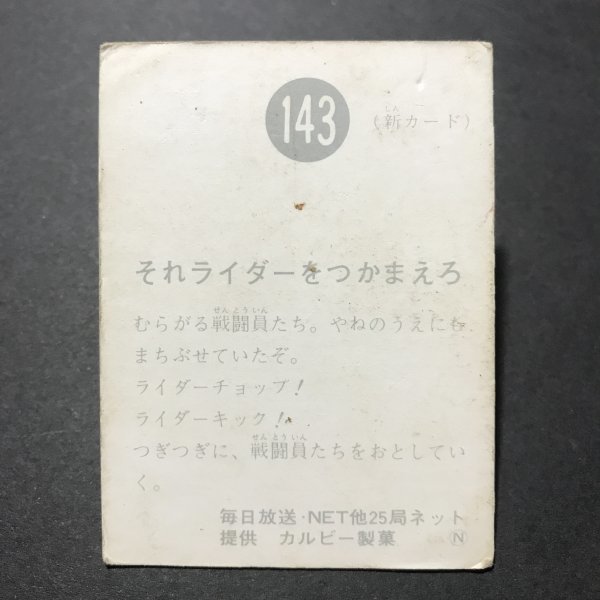 143
(新カード)
しん
それライダーをつかまえろ
せんとういん
むらがる戦闘員たち。やねのうえにも
まちぶせていたぞ。
ライダーチョップ!
ライダーキック!
せんとういん
つぎつぎに、戦闘員たちをおとしてい
く。
毎日放送·NET他25局ネット
提供 カルビー製菓 Ⓝ